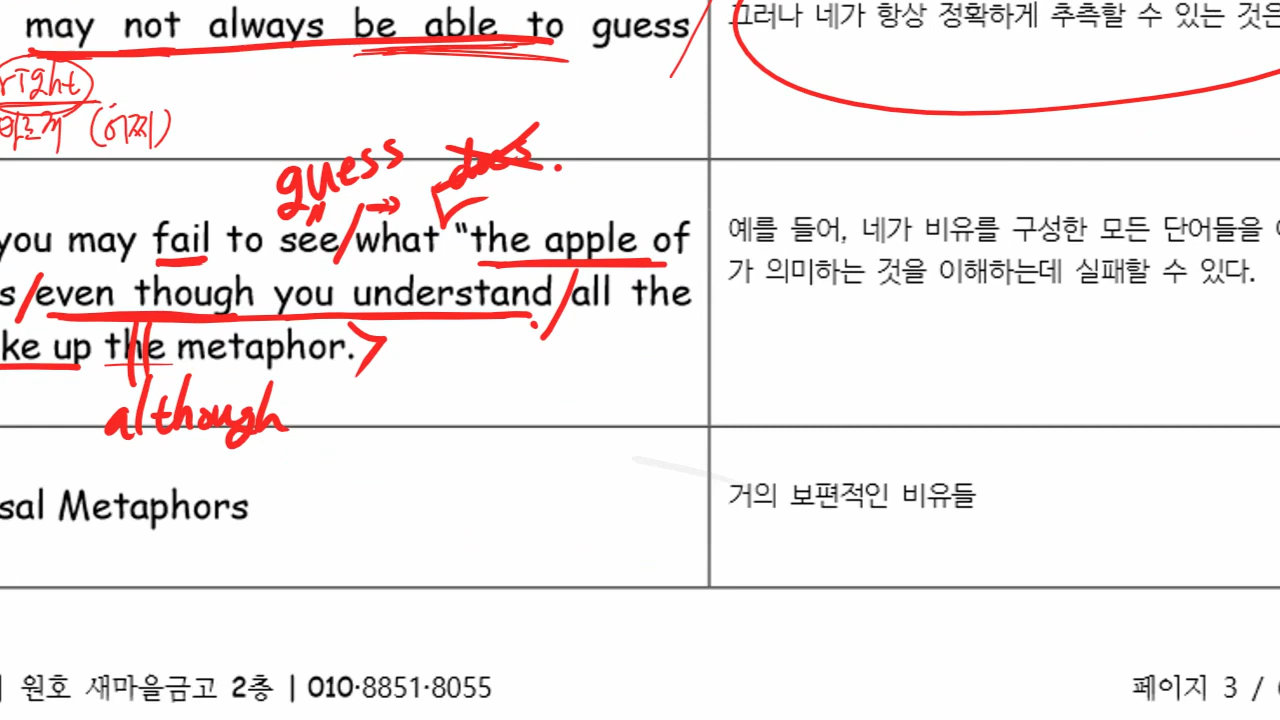 may not always be able to guess
right
바르게 (어찌)
guess does.
you may fail to see what “the apple of
s even though you understand all the
ke up the metaphor.
although
sal Metaphors
그러나 네가 항상 정확하게 추측할 수 있는 것은
예를 들어, 네가 비유를 구성한 모든 단어들을
가 의미하는 것을 이해하는데 실패할 수 있다.
거의 보편적인 비유들
원호 새마을금고 2층 | 010·8851·8055
페이지 3 /